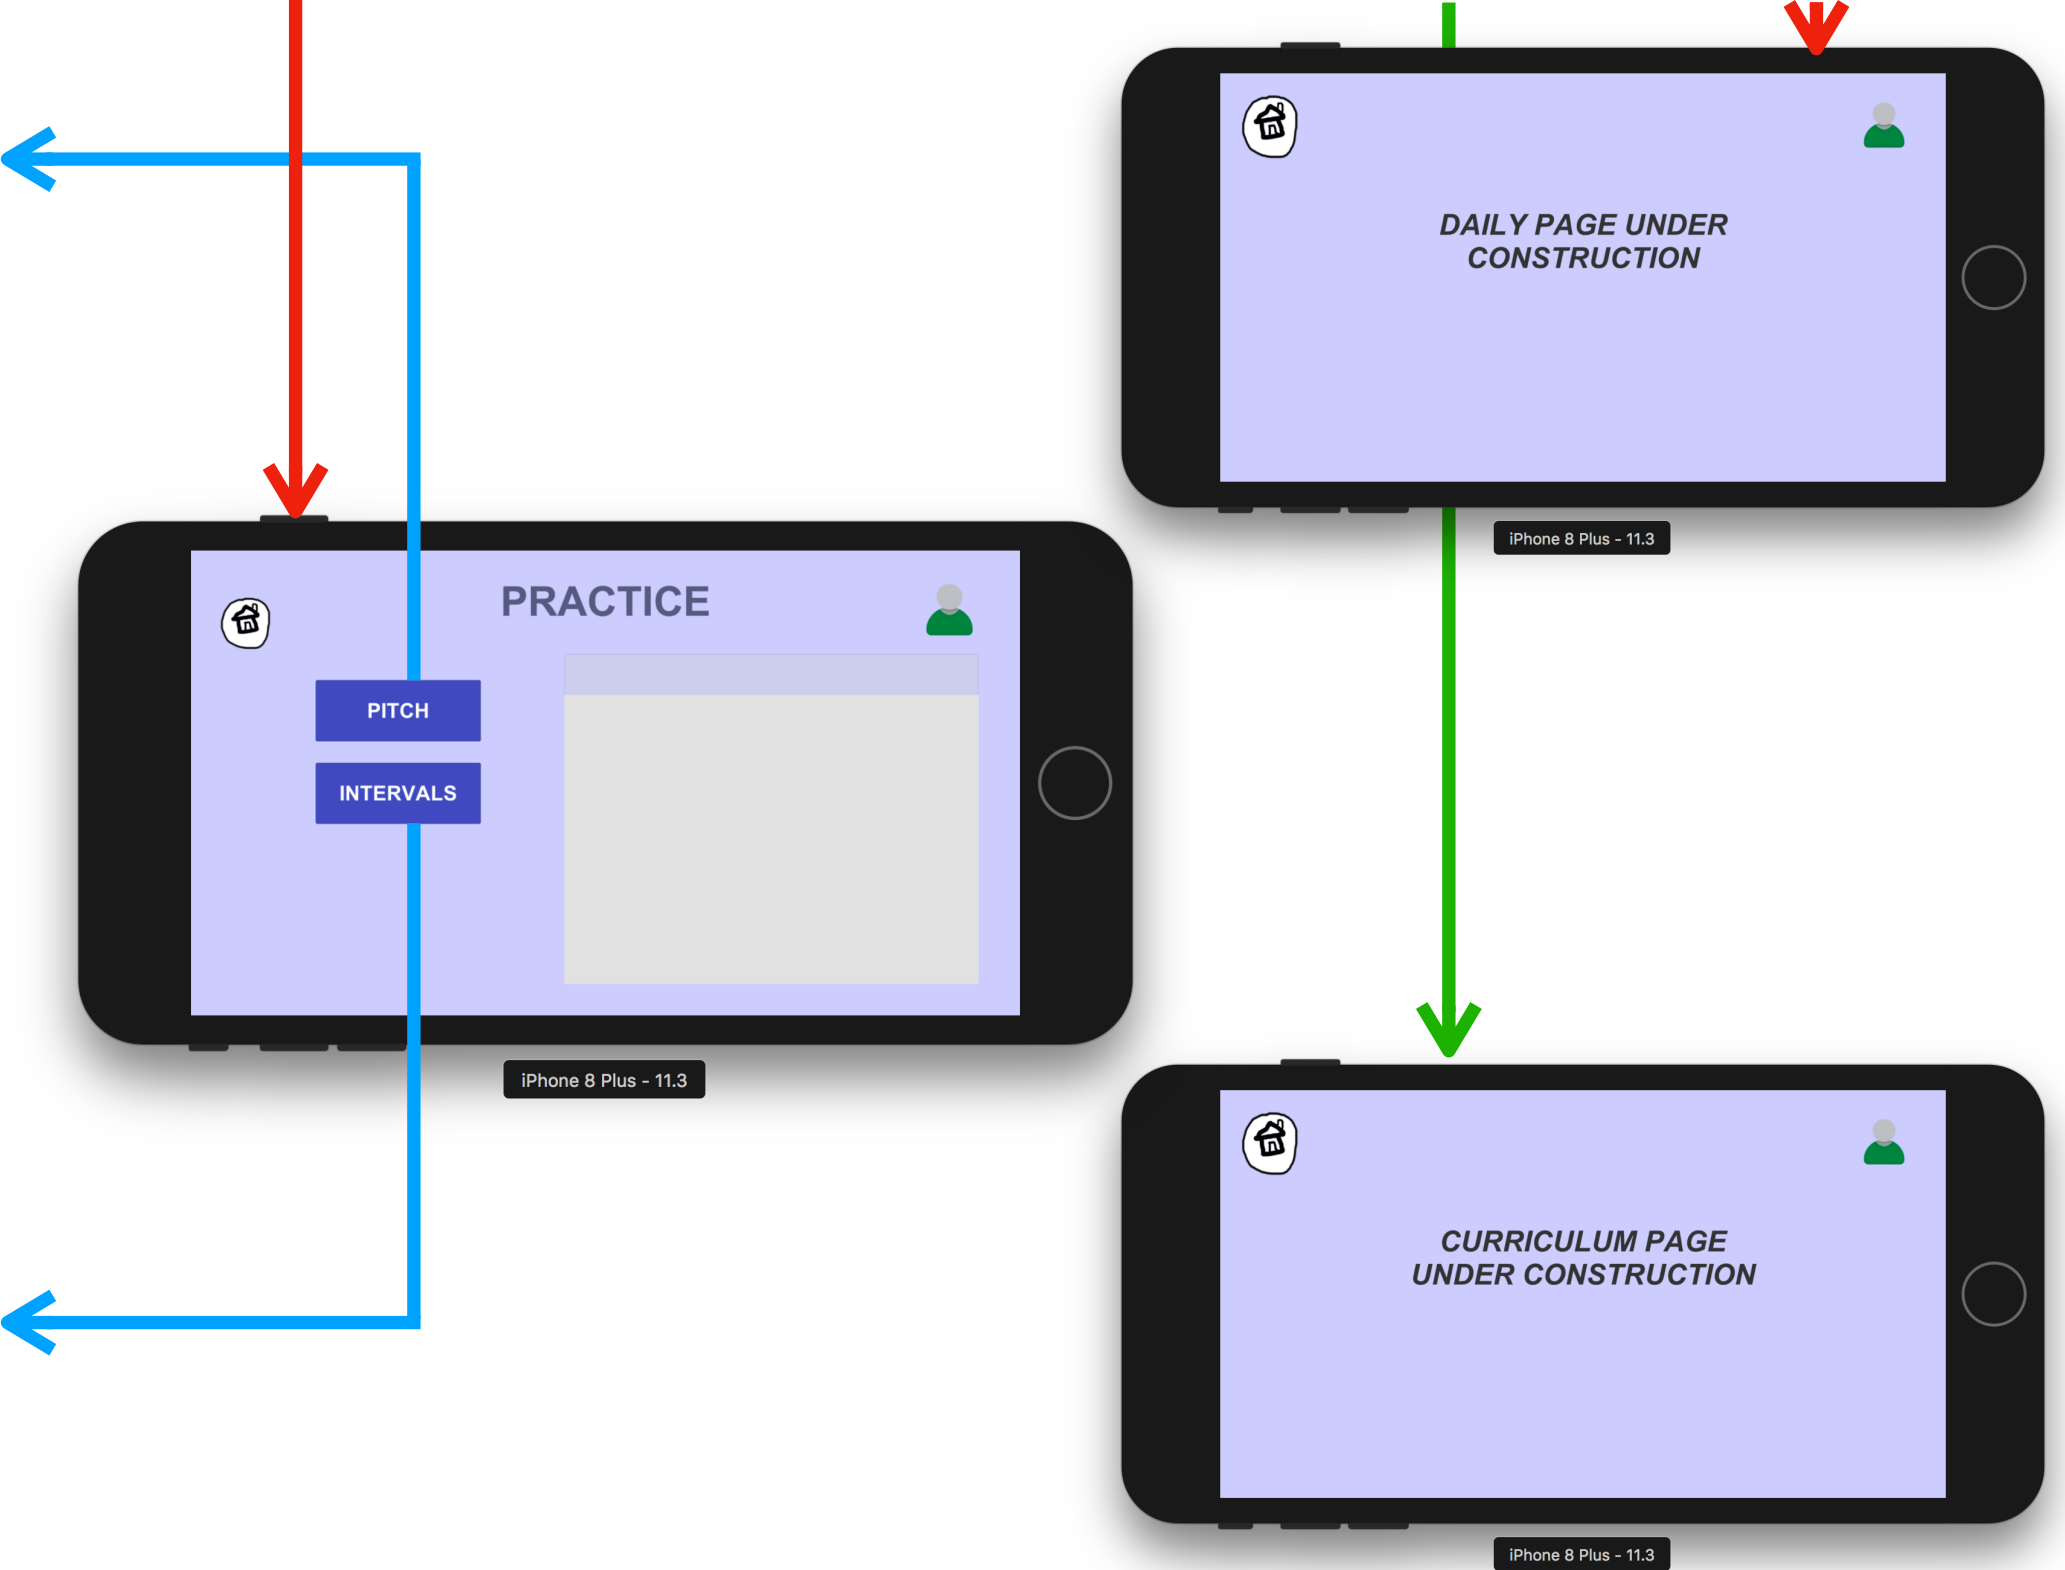 DAILY PAGE UNDER
CONSTRUCTION
iPhone 8 Plus - 11.3
PRACTICE
PITCH
INTERVALS
iPhone 8 Plus - 11.3
CURRICULUM PAGE
UNDER CONSTRUCTION
iPhone 8 Plus - 11.3